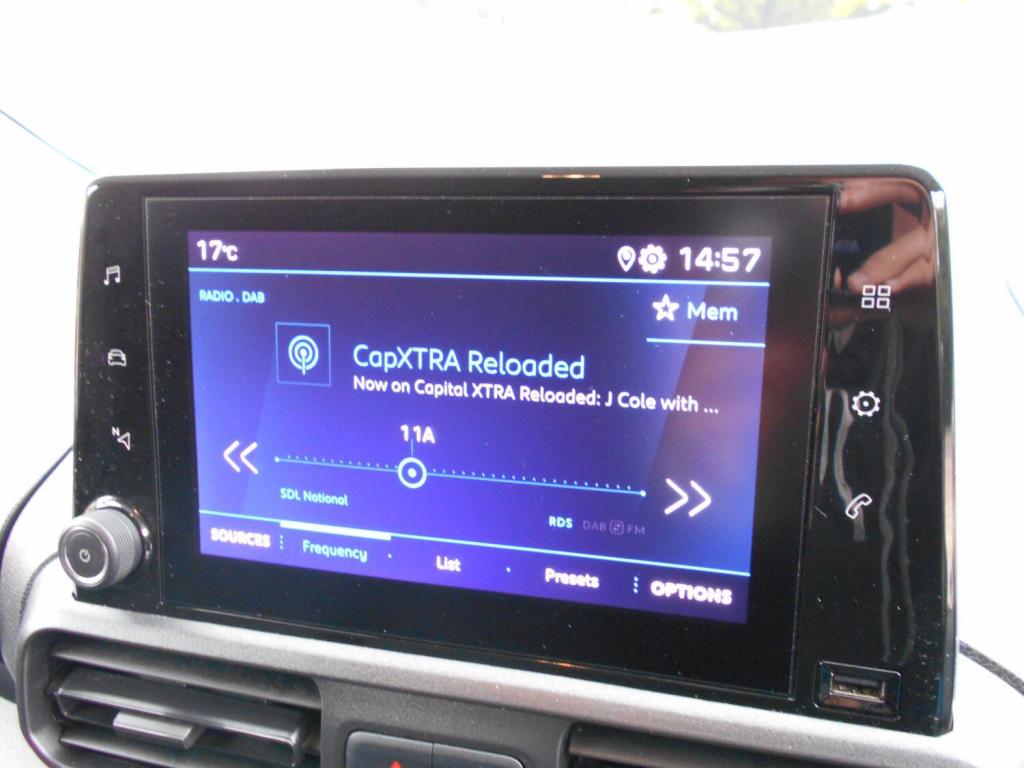 17°C
14:57
RADIO . DAB
Mem
CapXTRA Reloaded
Now on Capital XTRA Reloaded: J Cole with ...
11A
SDL National
RDS DAB S FM
SOURCES Frequency List Presets OPTIONS
N